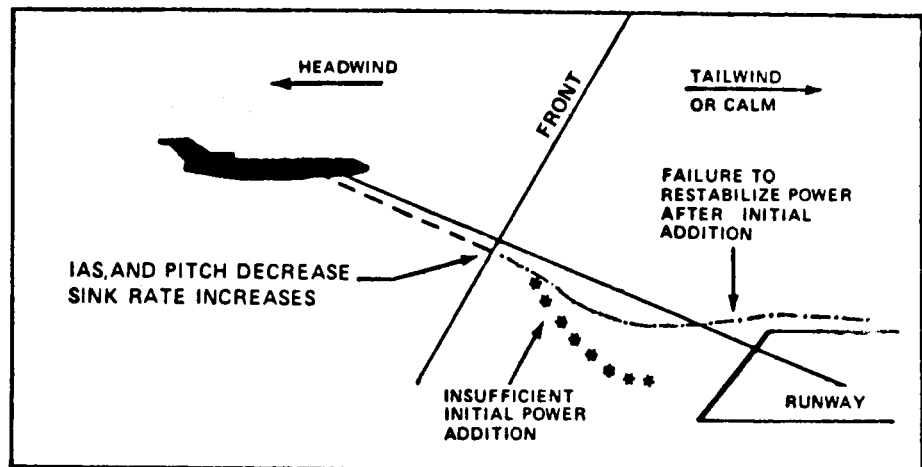 HEADWIND
TAILWIND
OR CALM
FRONT
FAILURE TO
RESTABILIZE POWER
AFTER INITIAL
ADDITION
IAS,AND PITCH DECREASE
SINK RATE INCREASES
INSUFFICIENT
INITIAL POWER
ADDITION
RUNWAY